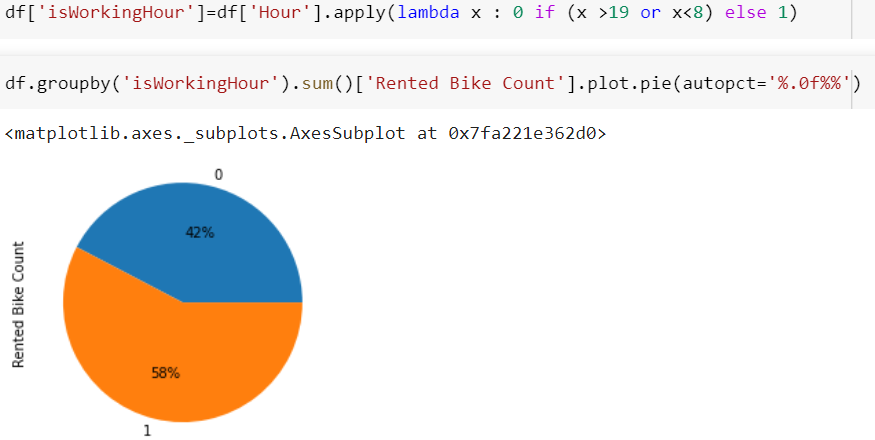 df['isWorkingHour']=df['Hour'].apply(lambda x : 0 if (x >19 or x<8) else 1)
df.groupby('isWorkingHour').sum()['Rented Bike Count'].plot.pie(autopct='%.0f%%')
<matplotlib.axes._subplots.AxesSubplot at 0x7fa221e362d0>
0
42%
Rented Bike Count
58%
1